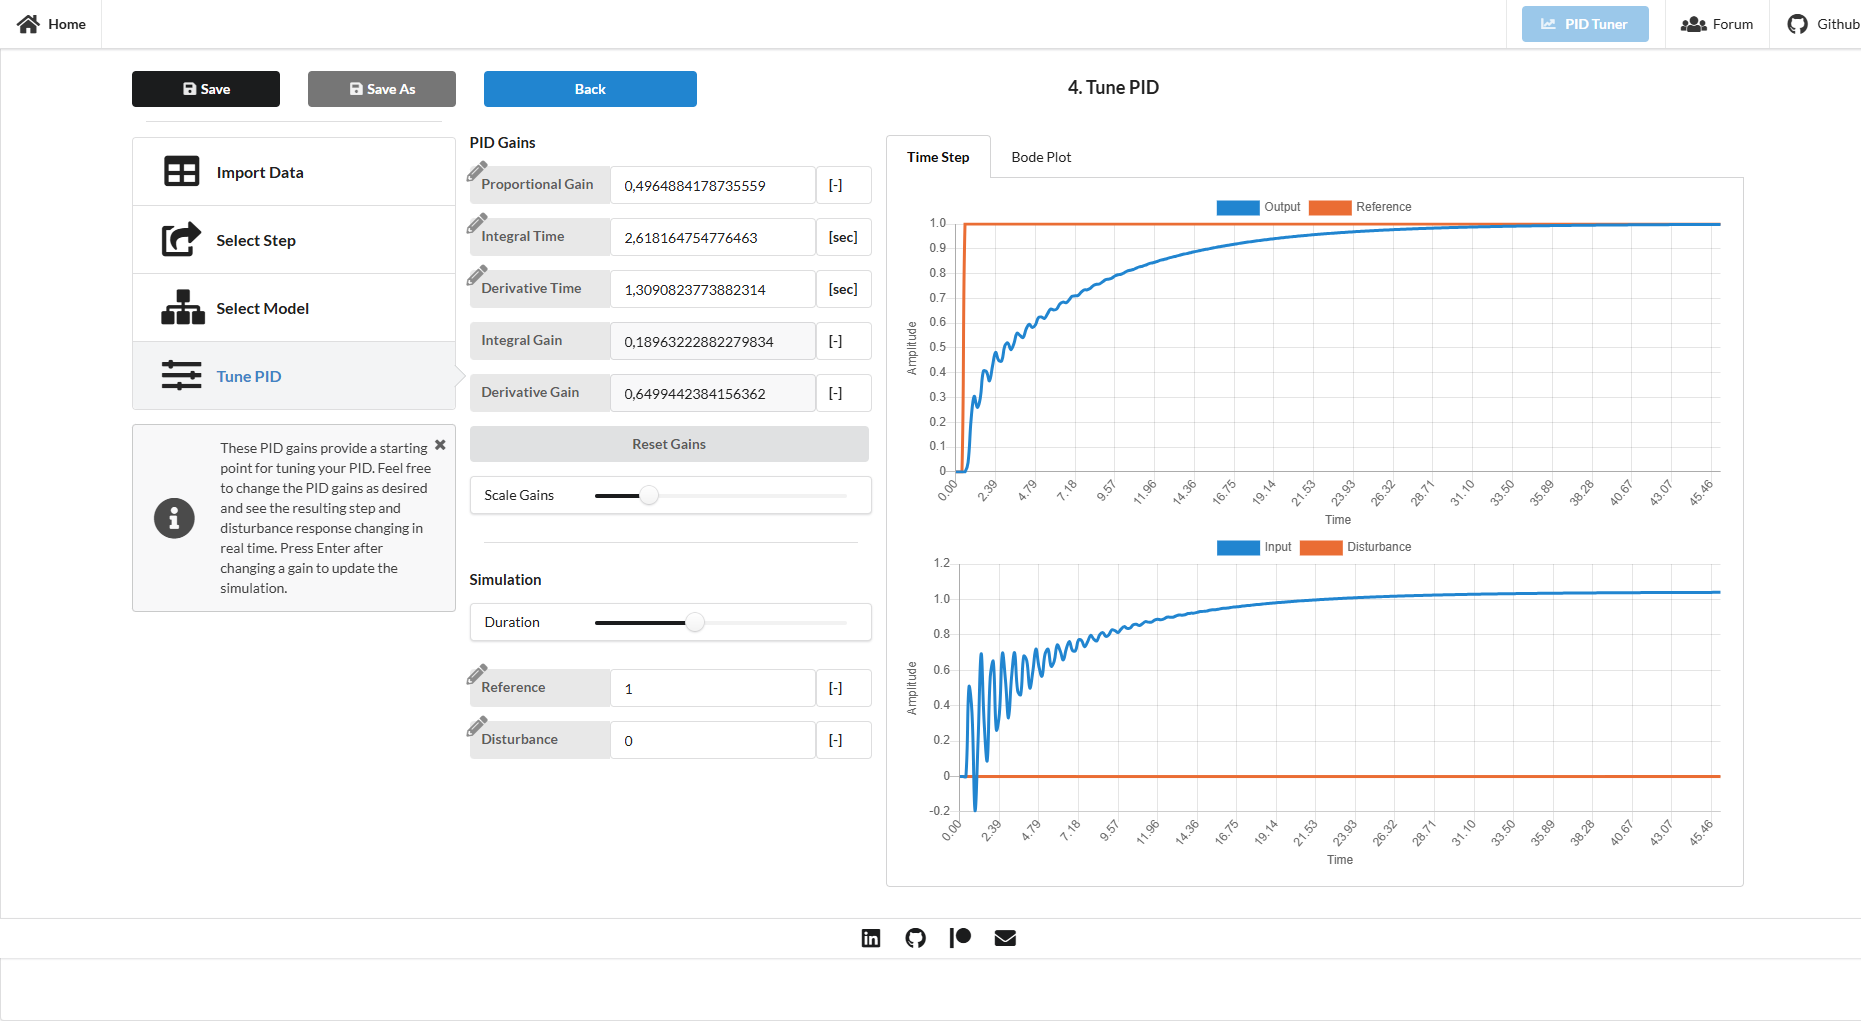 Home
PID Tuner
Forum
Github
Save
Save As
Back
4. Tune PID
Import Data
Select Step
Select Model
Tune PID
These PID gains provide a starting
point for tuning your PID. Feel free
to change the PID gains as desired
and see the resulting step and
disturbance response changing in
real time. Press Enter after
changing a gain to update the
simulation.
PID Gains
Proportional Gain 0,4964884178735559 [-]
Integral Time 2,618164754776463 [sec]
Derivative Time 1,3090823773882314 [sec]
Integral Gain 0,18963222882279834 [-]
Derivative Gain 0,6499442384156362 [-]
Reset Gains
Scale Gains
Simulation
Duration
Reference 1 [-]
Disturbance 0 [-]
Time Step
Bode Plot
Output Reference
1.0
0.9
0.8
0.7
0.6
0.5
0.4
0.3
0.2
0.1
0
Amplitude
0.00 2.39 4.79 7.18 9.57 11.96 14.36 16.75 19.14 21.53 23.93 26.32 28.71 31.10 33.50 35.89 38.28 40.67 43.07 45.46
Time
Input Disturbance
1.2
1.0
0.8
0.6
0.4
0.2
0
-0.2
Amplitude
0.00 2.39 4.79 7.18 9.57 11.96 14.36 16.75 19.14 21.53 23.93 26.32 28.71 31.10 33.50 35.89 38.28 40.67 43.07 45.46
Time